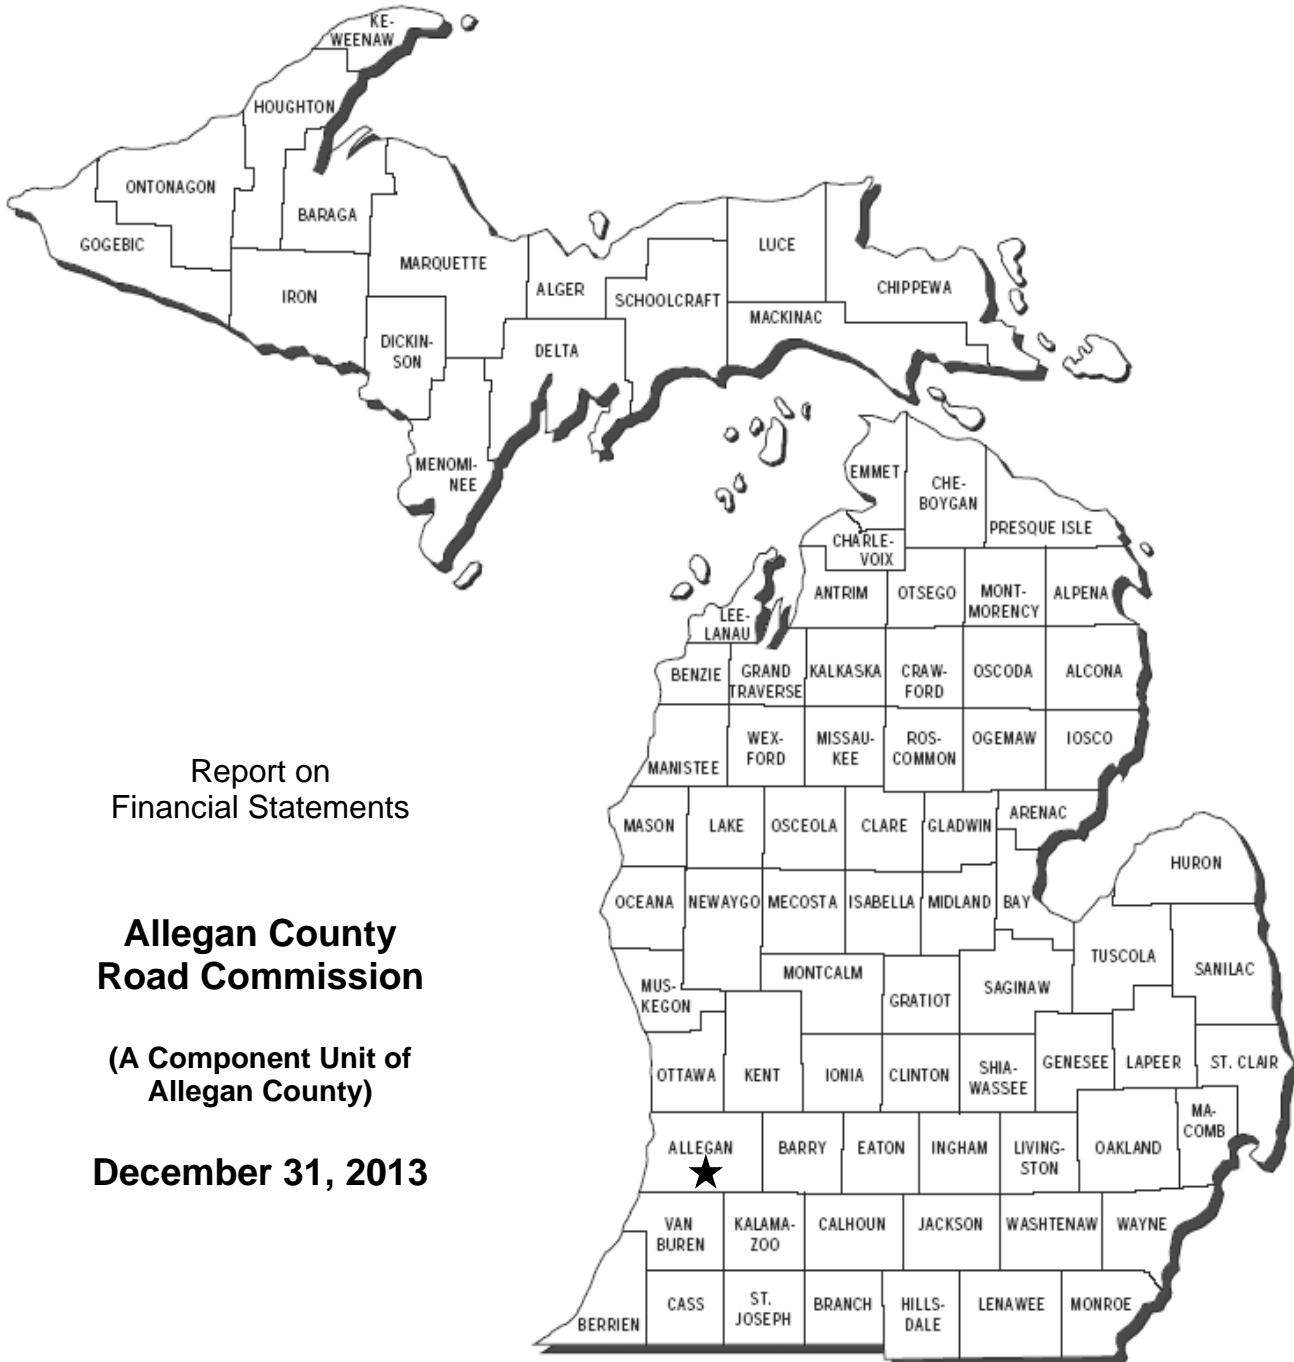 KE-
WEENAW
HOUGHTON
ONTONAGON
BARAGA
GOGEBIC
MARQUETTE
LUCE
IRON
ALGER
SCHOOLCRAFT
CHIPPEWA
MACKINAC
DICKIN-
SON
DELTA
MENOMI-
NEE
EMMET
CHE-
BOYGAN
PRESQUE ISLE
CHARLE-
VOIX
ANTRIM
OTSEGO
MONT-
MORENCY
ALPENA
LEE-
LANAU
BENZIE
GRAND
TRAVERSE
KALKASKA
CRAW-
FORD
OSCODA
ALCONA
MANISTEE
WEX-
FORD
MISSAU-
KEE
ROS-
COMMON
OGEMAW
IOSCO
Report on
Financial Statements
MASON
LAKE
OSCEOLA
CLARE
GLADWIN
ARENAC
HURON
OCEANA
NEWAYGO
MECOSTA
ISABELLA
MIDLAND
BAY
Allegan County
Road Commission
TUSCOLA
SANILAC
MUS-
KEGON
MONTCALM
GRATIOT
SAGINAW
(A Component Unit of
Allegan County)
OTTAWA
KENT
IONIA
CLINTON
SHIA-
WASSEE
GENESEE
LAPEER
ST. CLAIR
December 31, 2013
ALLEGAN
BARRY
EATON
INGHAM
LIVING-
STON
OAKLAND
MA-
COMB
VAN
BUREN
KALAMA-
ZOO
CALHOUN
JACKSON
WASHTENAW
WAYNE
BERRIEN
CASS
ST.
JOSEPH
BRANCH
HILLS-
DALE
LENAWEE
MONROE